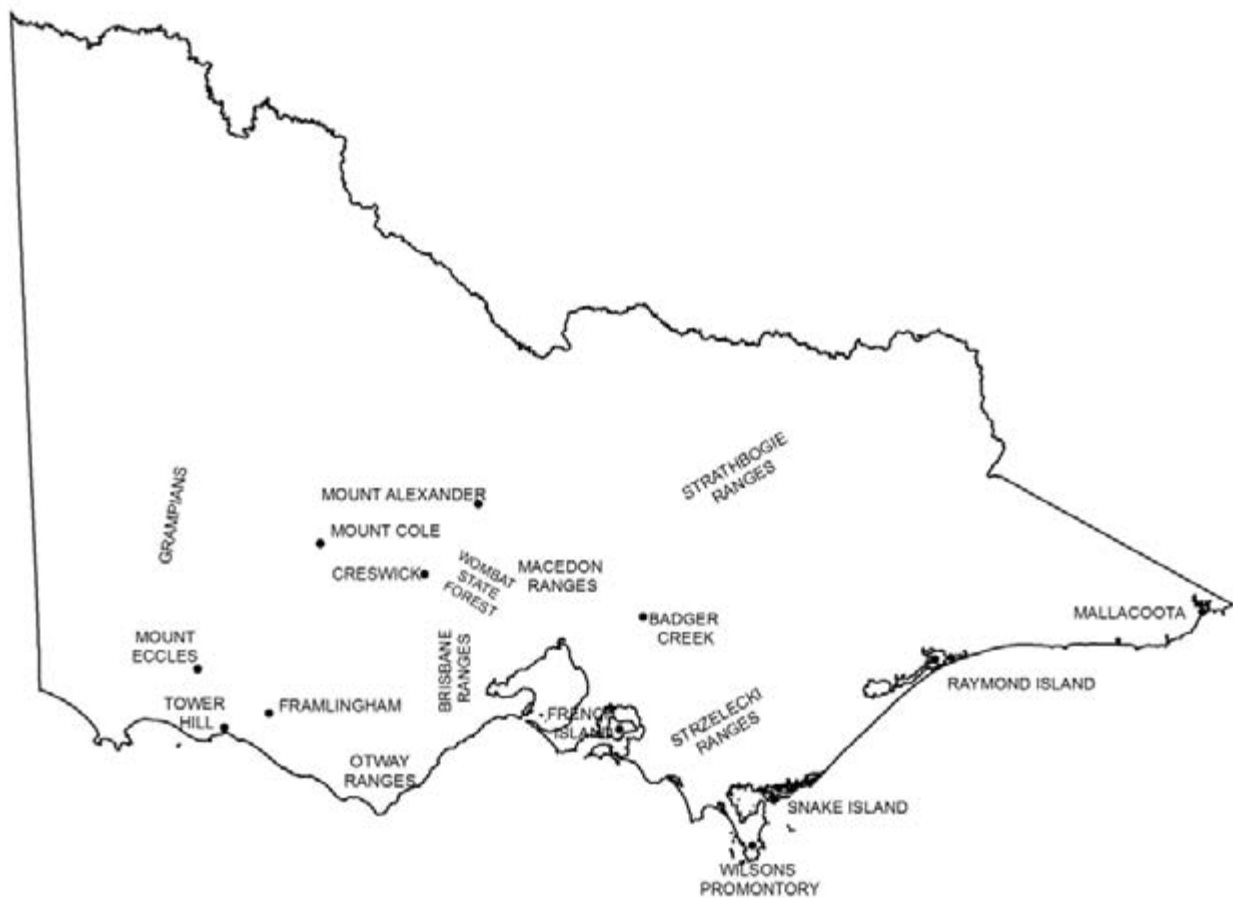 STRATHBOGIE
RANGES
GRAMPIANS
MOUNT ALEXANDER
MOUNT COLE
CRESWICK
WOMBAT
STATE
FOREST
MACEDON
RANGES
BADGER
CREEK
MALLACOOTA
MOUNT
ECCLES
BRISBANE
RANGES
RAYMOND ISLAND
TOWER
HILL
FRAMLINGHAM
FRENCH
ISLAND
STRZELECKI
RANGES
OTWAY
RANGES
SNAKE ISLAND
WILSONS
PROMONTORY